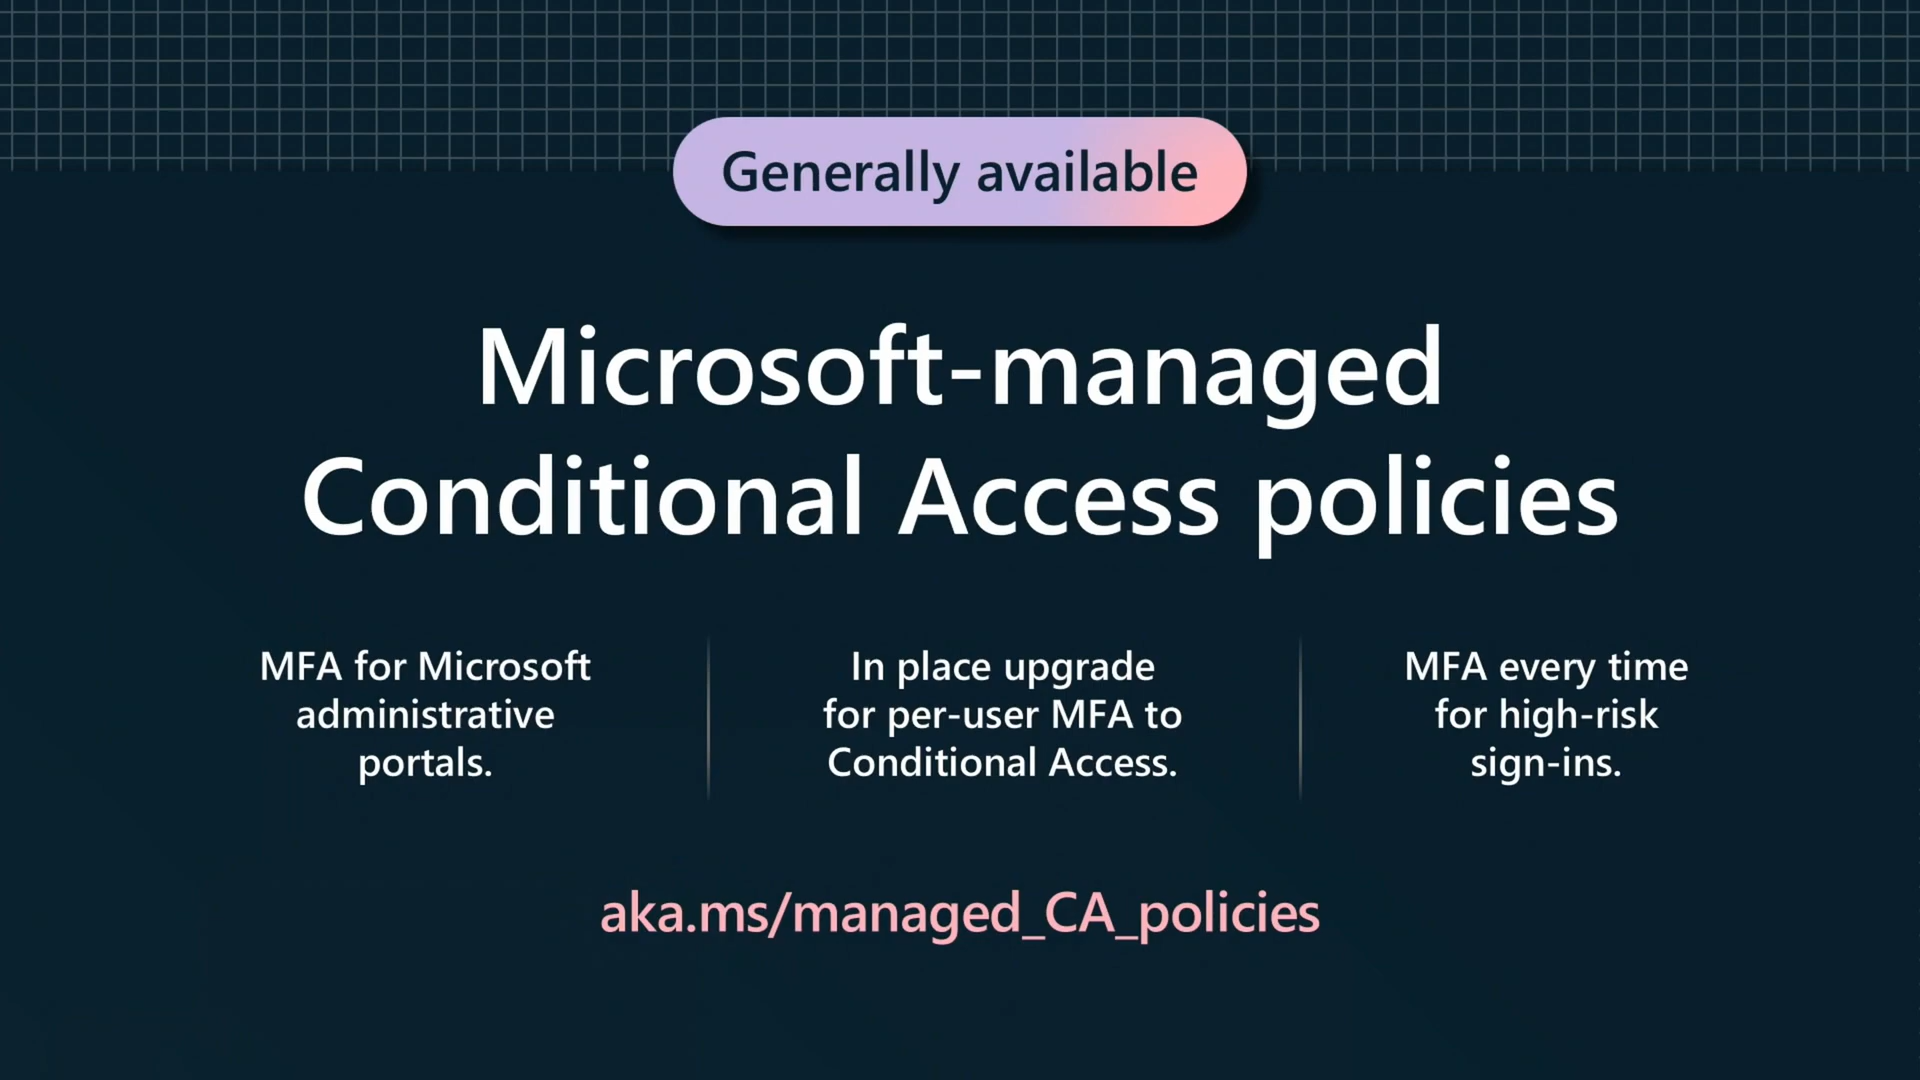 Generally available
Microsoft-managed
Conditional Access policies
MFA for Microsoft
administrative
portals.
In place upgrade
for per-user MFA to
Conditional Access.
MFA every time
for high-risk
sign-ins.
aka.ms/managed_CA_policies